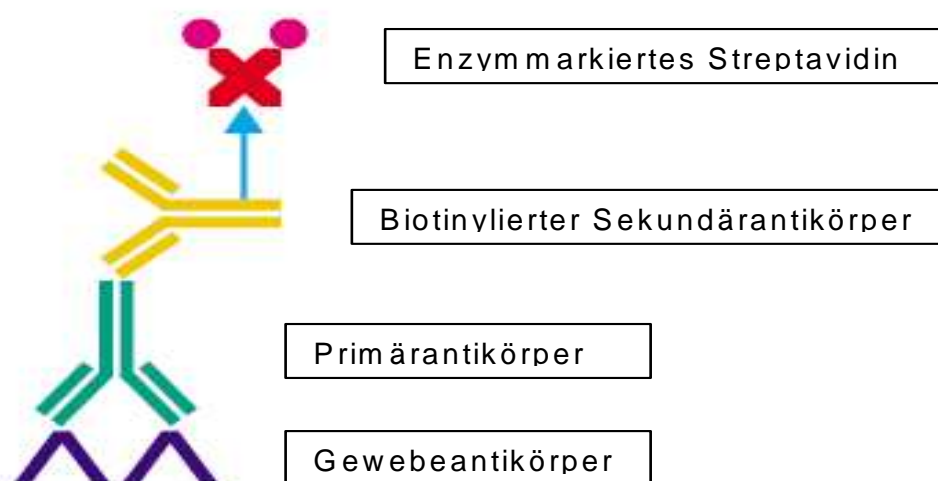 Enzymmarkiertes Streptavidin
Biotinylierter Sekundärantikörper
Primärantikörper
Gewebeantikörper